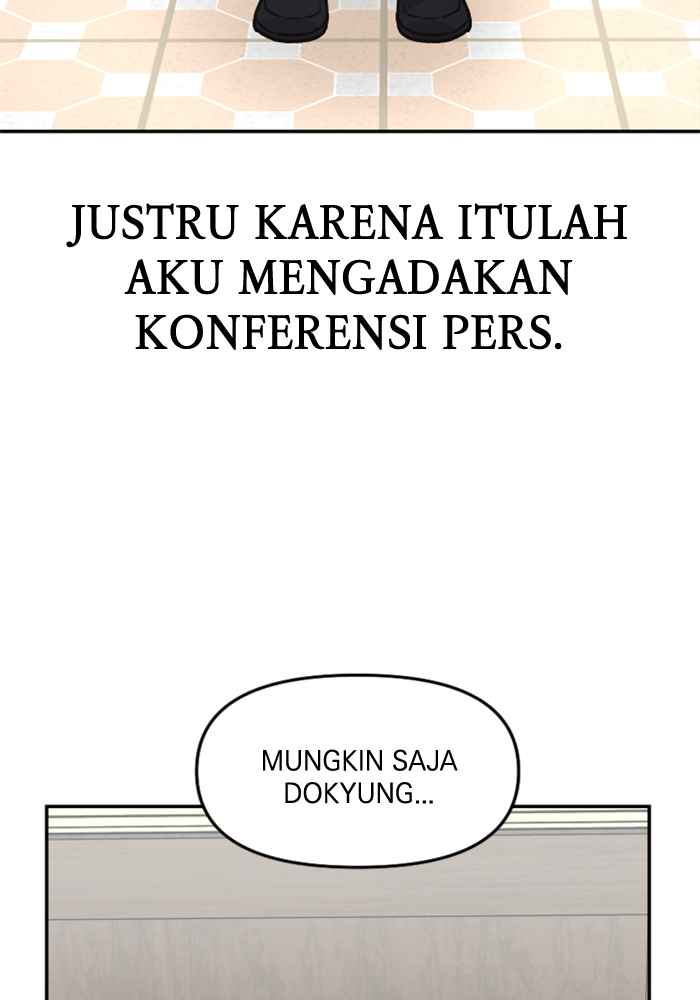 JUSTRU KARENA ITULAH
AKU MENGADAKAN
KONFERENSI PERS.
MUNGKIN SAJA
DOKYUNG...